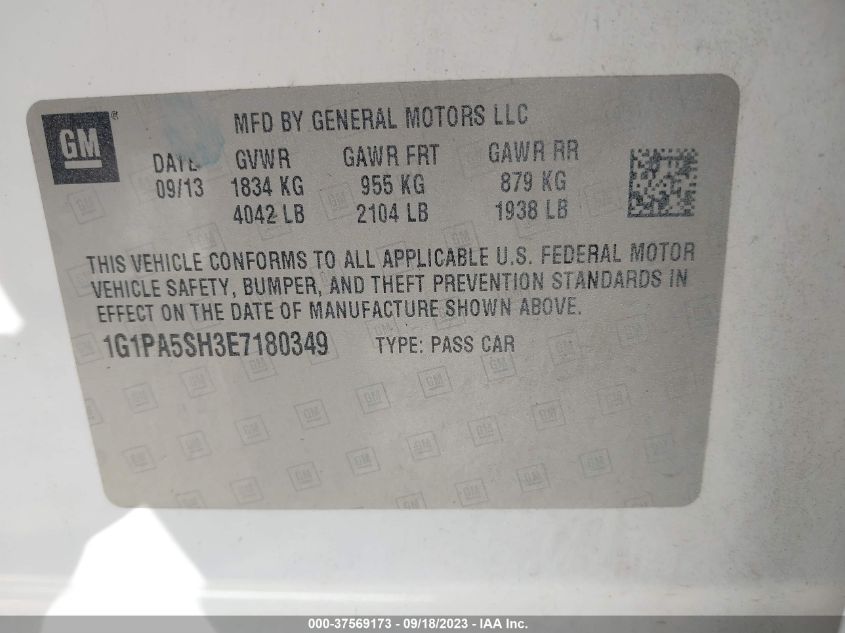 GM ® MFD BY GENERAL MOTORS LLC
DATE GVWR GAWR FRT GAWR RR
09/13 1834 KG 955 KG 879 KG
4042 LB 2104 LB 1938 LB
THIS VEHICLE CONFORMS TO ALL APPLICABLE U.S. FEDERAL MOTOR
VEHICLE SAFETY, BUMPER, AND THEFT PREVENTION STANDARDS IN
EFFECT ON THE DATE OF MANUFACTURE SHOWN ABOVE.
1G1PA5SH3E7180349 TYPE: PASS CAR
000-37569173 - 09/18/2023 - IAA Inc.